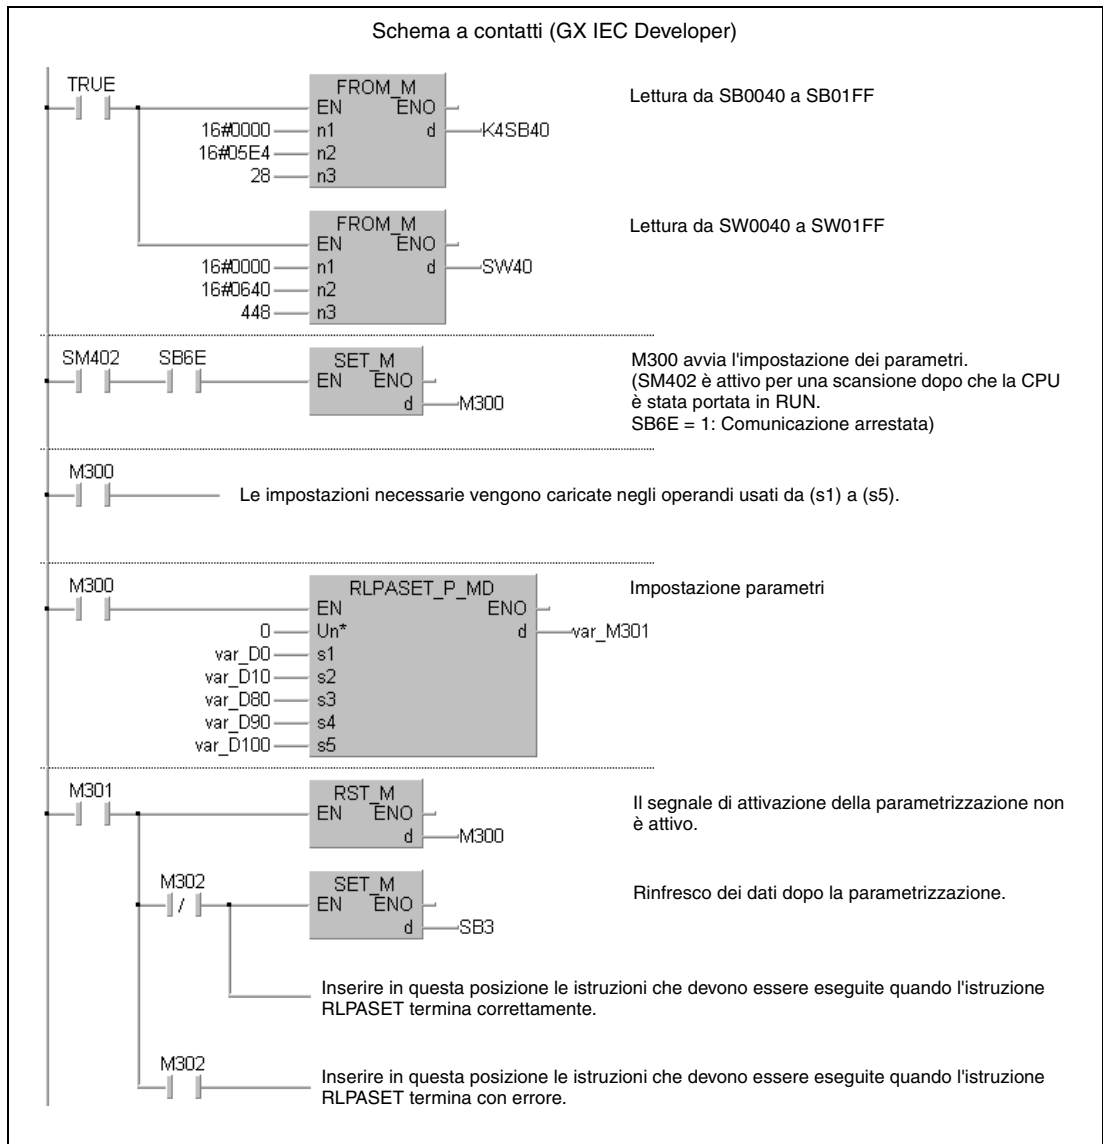 Schema a contatti (GX IEC Developer)
TRUE
FROM_M
EN ENO
16#0000 n1 d K4SB40
16#05E4 n2
28 n3
Lettura da SB0040 a SB01FF
FROM_M
EN ENO
16#0000 n1 d SW40
16#0640 n2
448 n3
Lettura da SW0040 a SW01FF
SM402 SB6E
SET_M
EN ENO
d M300
M300 avvia l'impostazione dei parametri.
(SM402 è attivo per una scansione dopo che la CPU
è stata portata in RUN.
SB6E = 1: Comunicazione arrestata)
M300
Le impostazioni necessarie vengono caricate negli operandi usati da (s1) a (s5).
M300
RLPASET_P_MD
EN ENO
0 Un* d var_M301
var_D0 s1
var_D10 s2
var_D80 s3
var_D90 s4
var_D100 s5
Impostazione parametri
M301
RST_M
EN ENO
d M300
Il segnale di attivazione della parametrizzazione non
è attivo.
M302
/
SET_M
EN ENO
d SB3
Rinfresco dei dati dopo la parametrizzazione.
Inserire in questa posizione le istruzioni che devono essere eseguite quando l'istruzione
RLPASET termina correttamente.
M302
Inserire in questa posizione le istruzioni che devono essere eseguite quando l'istruzione
RLPASET termina con errore.